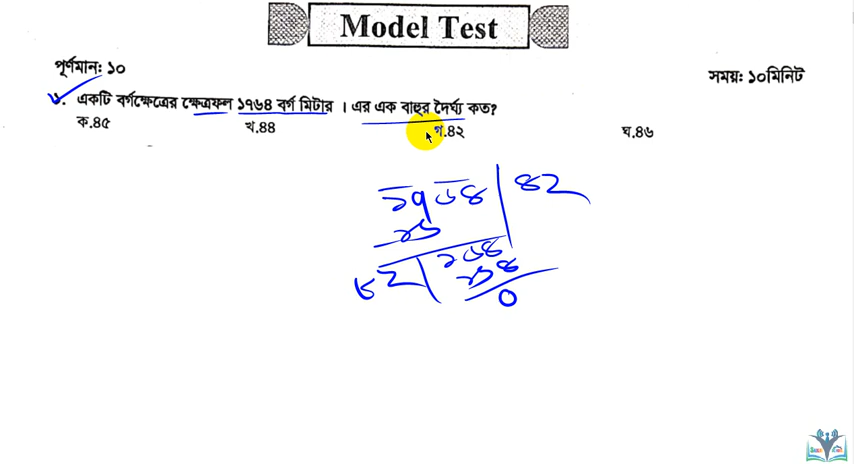 Model Test
পূর্ণমান: ১০
সময়: ১০মিনিট
৬. একটি বর্গক্ষেত্রের ক্ষেত্রফল ১৭৬৪ বর্গ মিটার । এর এক বাহুর দৈর্ঘ্য কত?
ক.৪৫ খ.৪৪ গ.৪২ ঘ.৪৬
১৭৬৪ ৪২
১৬
৮২ ১৬৪
১৬৪
০